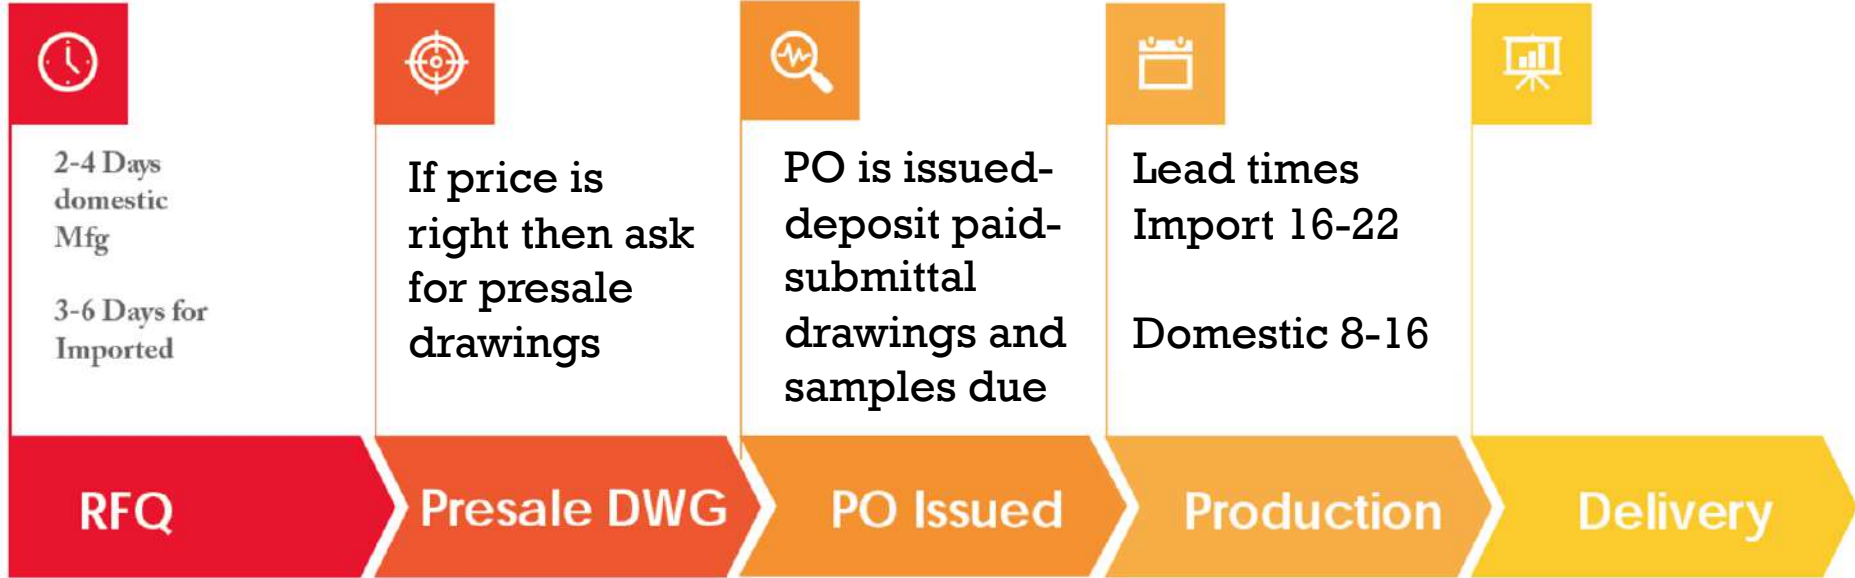 2-4 Days
domestic
Mfg
3-6 Days for
Imported
If price is
right then ask
for presale
drawings
PO is issued-
deposit paid-
submittal
drawings and
samples due
Lead times
Import 16-22
Domestic 8-16
RFQ
Presale DWG
PO Issued
Production
Delivery